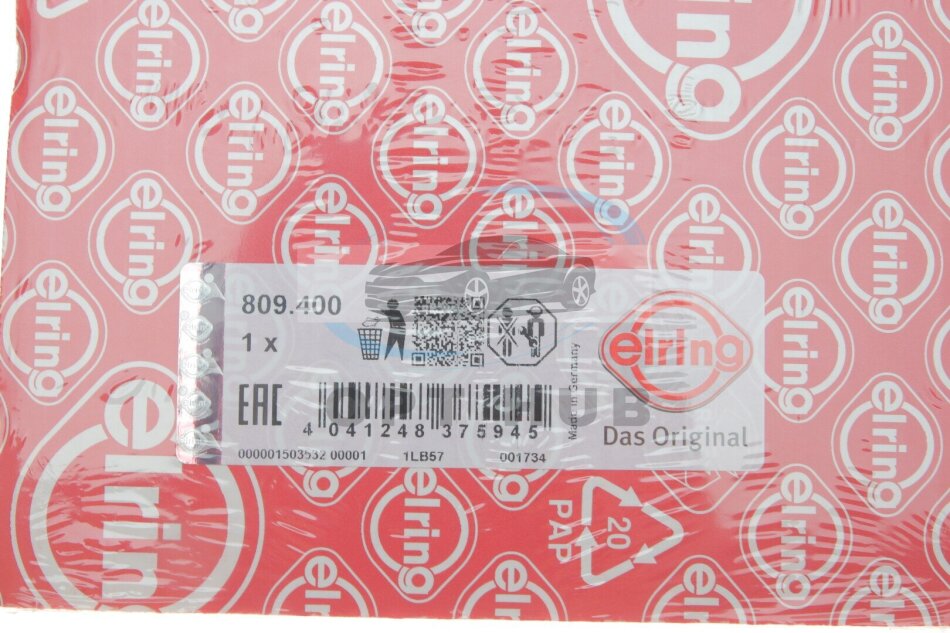 809.400
1 x
EAC
Made in Germany
elring
Das Original
4 041248 375945
000001503532 00001 1LB57 001734
20
PAP